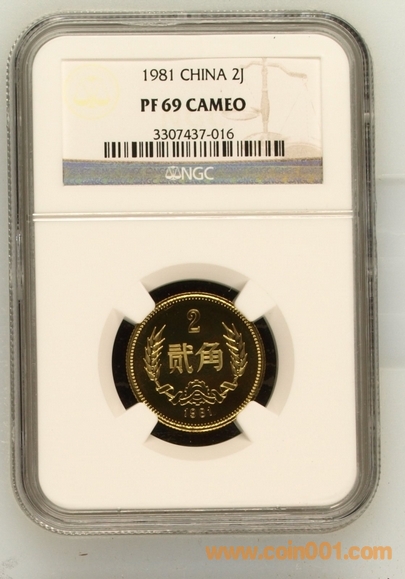 1981 CHINA 2J
PF 69 CAMEO
3307437-016
NGC
2
贰角
1981
www.coin001.com